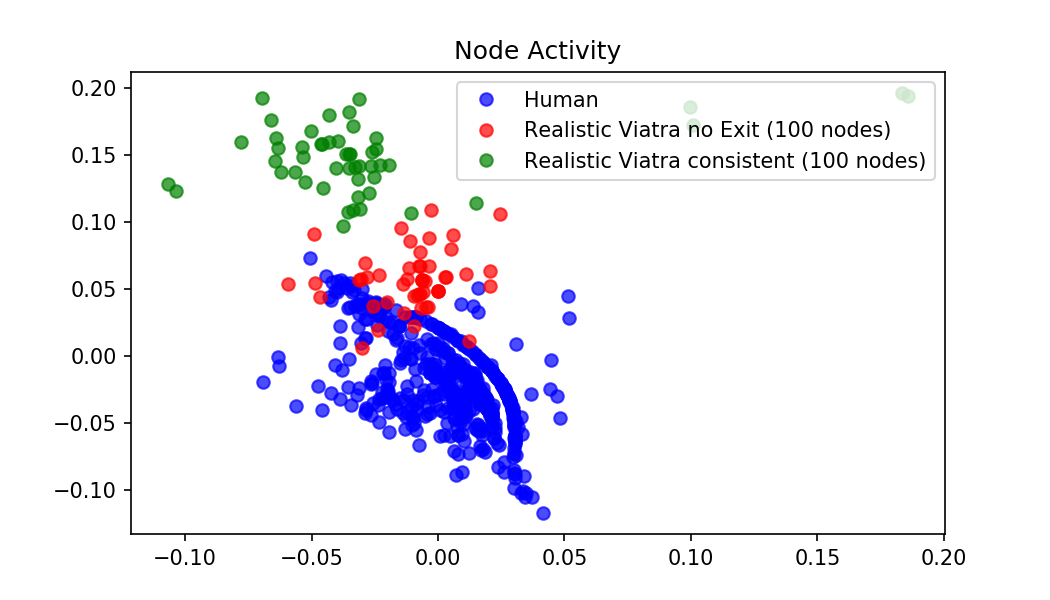 Node Activity
0.20
0.15
0.10
0.05
0.00
−0.05
−0.10
Human
Realistic Viatra no Exit (100 nodes)
Realistic Viatra consistent (100 nodes)
−0.10 −0.05 0.00 0.05 0.10 0.15 0.20